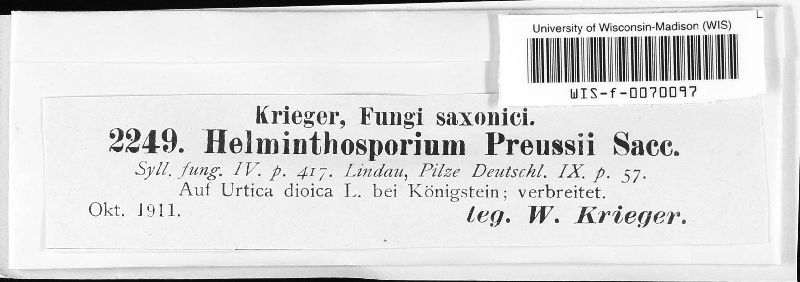 University of Wisconsin-Madison (WIS)
WIS-f-0070097
Krieger, Fungi saxonici.
2249. Helminthosporium Preussii Sacc.
Syll. fung. IV. p. 417. Lindau, Pilze Deutschl. IX. p. 57.
Auf Urtica dioica L. bei Königstein; verbreitet.
Okt. 1911. leg. W. Krieger.